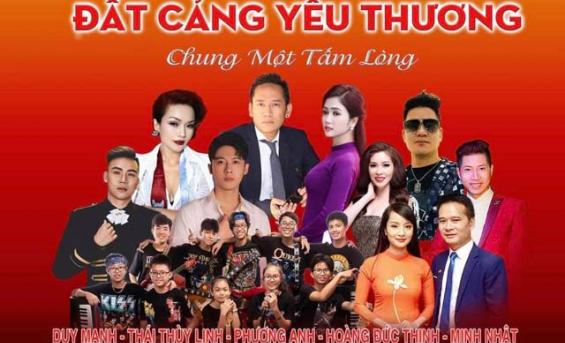 ĐẤT CẢNG YÊU THƯƠNG
Chung Một Tấm Lòng
KISS
DUY MẠNH - THÁI THÙY LINH - PHƯƠNG ANH - HOÀNG ĐỨC THỊNH - MINH NHẬT